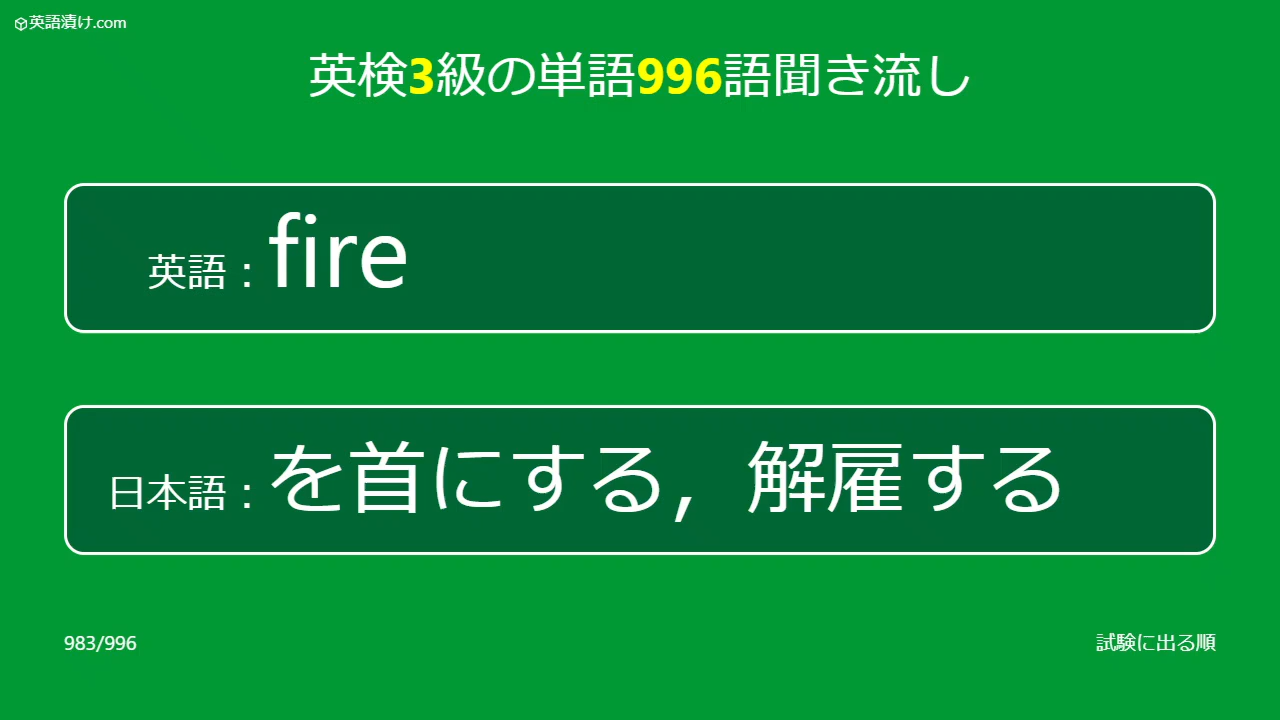 英語漬け.com
英検3級の単語996語聞き流し
英語：fire
日本語：を首にする，解雇する
983/996
試験に出る順